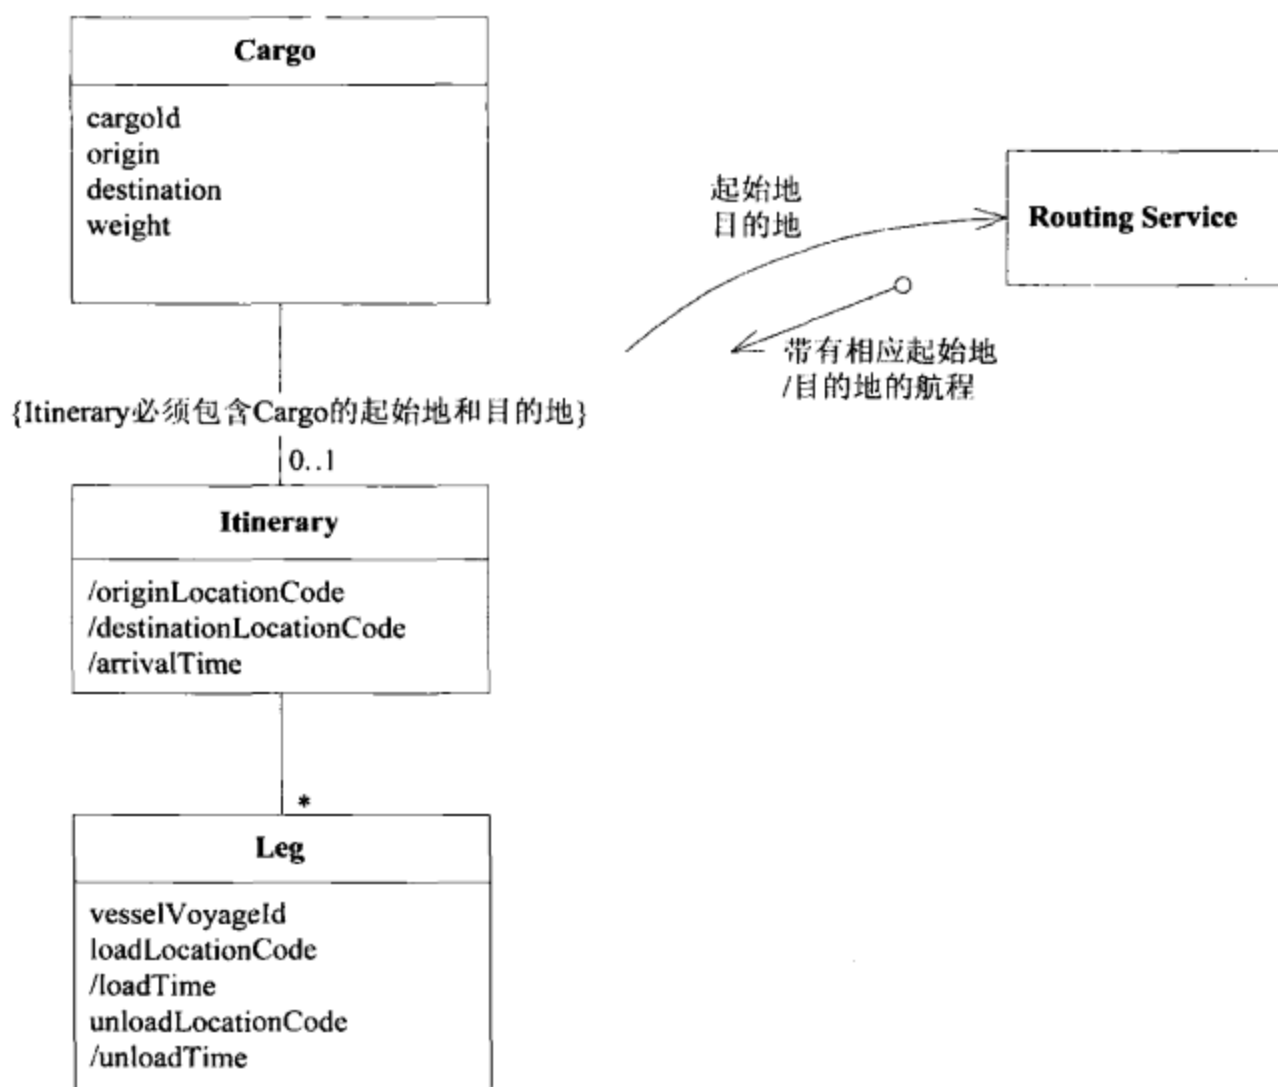 Cargo
cargoId
origin
destination
weight
起始地
目的地
Routing Service
带有相应起始地
/目的地的航程
{Itinerary必须包含Cargo的起始地和目的地}
0..1
Itinerary
/originLocationCode
/destinationLocationCode
/arrivalTime
*
Leg
vesselVoyageId
loadLocationCode
/loadTime
unloadLocationCode
/unloadTime